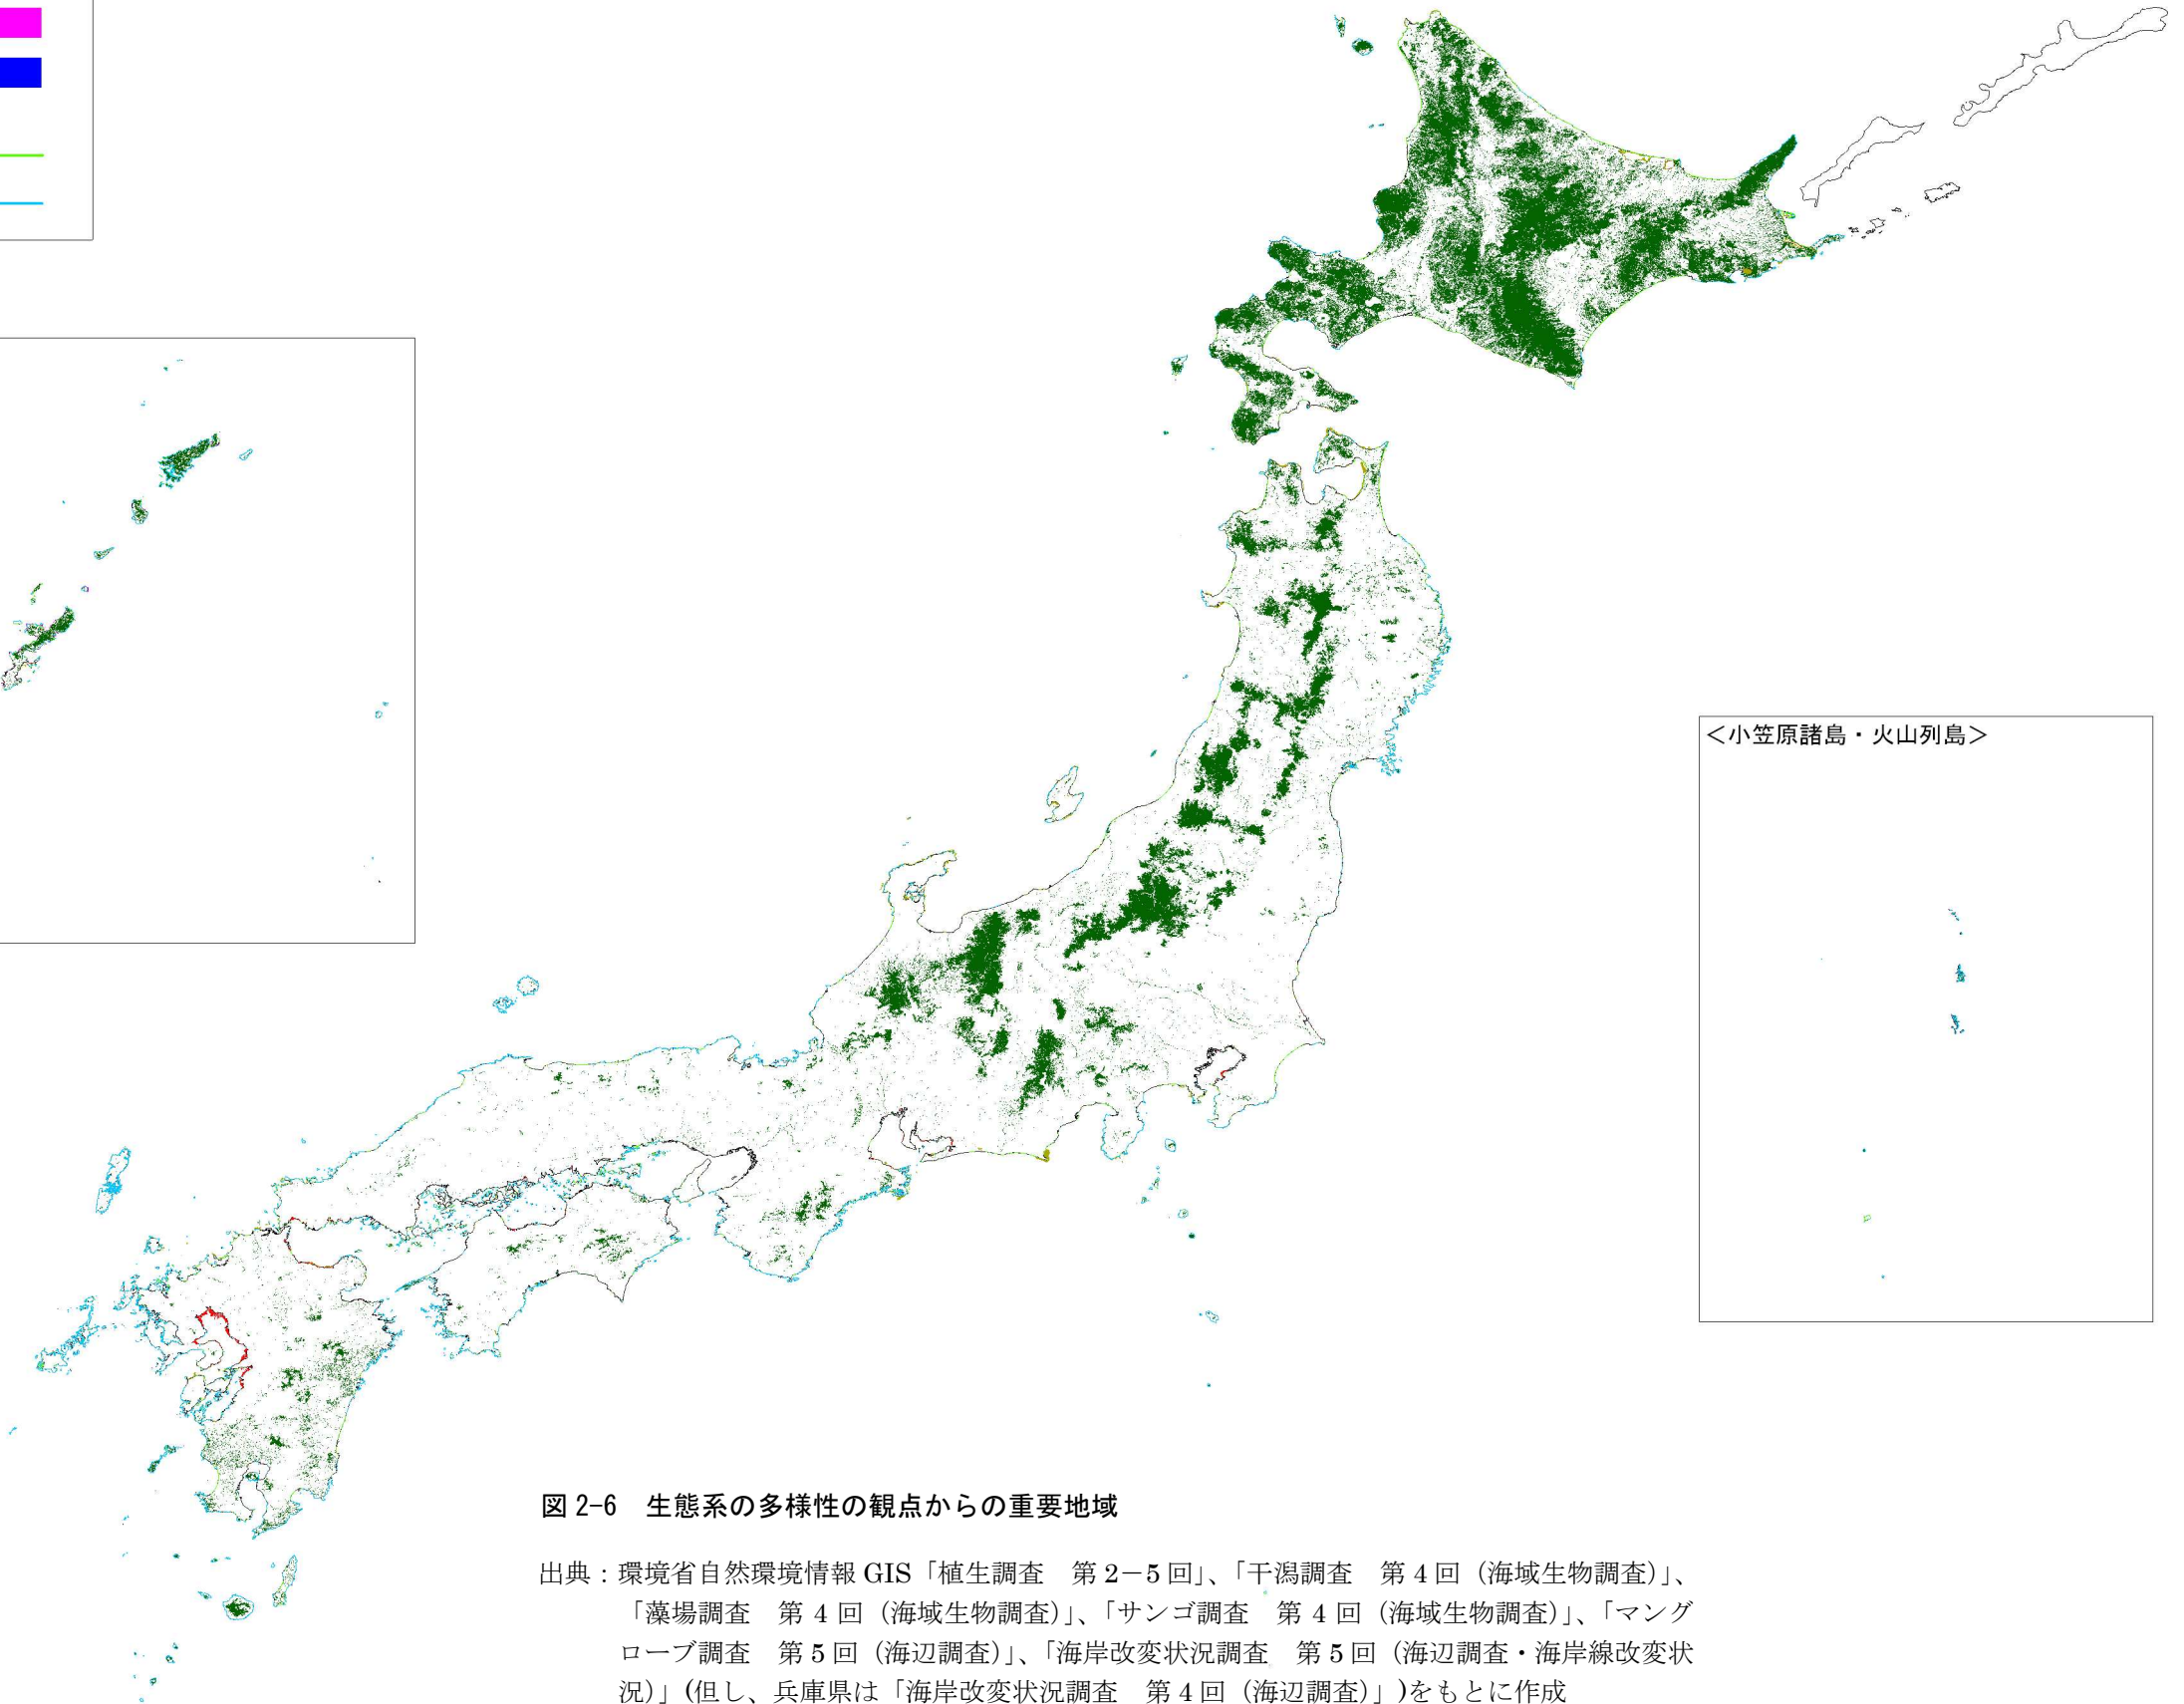 ＜小笠原諸島・火山列島＞
図 2-6　生態系の多様性の観点からの重要地域
出典：環境省自然環境情報 GIS「植生調査　第 2－5 回」、「干潟調査　第 4 回（海域生物調査）」、
「藻場調査　第 4 回（海域生物調査）」、「サンゴ調査　第 4 回（海域生物調査）」、「マング
ローブ調査　第 5 回（海辺調査）」、「海岸改変状況調査　第 5 回（海辺調査・海岸線改変状
況）」(但し、兵庫県は「海岸改変状況調査　第 4 回（海辺調査）」)をもとに作成